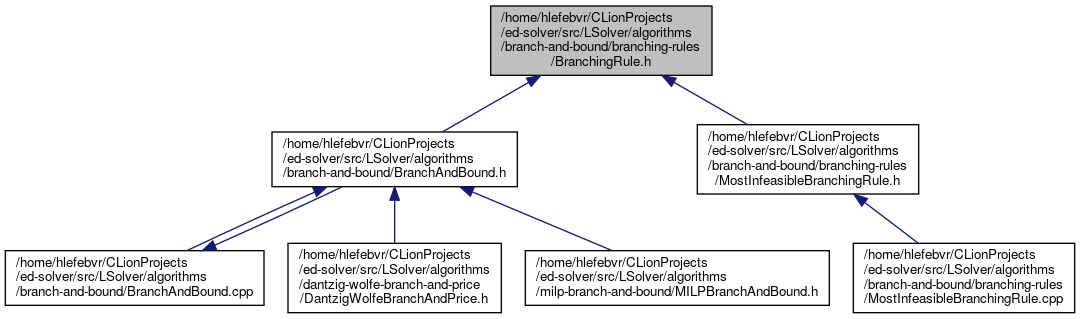 /home/hlefebvr/CLionProjects
/ed-solver/src/LSolver/algorithms
/branch-and-bound/branching-rules
/BranchingRule.h
/home/hlefebvr/CLionProjects
/ed-solver/src/LSolver/algorithms
/branch-and-bound/BranchAndBound.h
/home/hlefebvr/CLionProjects
/ed-solver/src/LSolver/algorithms
/branch-and-bound/branching-rules
/MostInfeasibleBranchingRule.h
/home/hlefebvr/CLionProjects
/ed-solver/src/LSolver/algorithms
/branch-and-bound/BranchAndBound.cpp
/home/hlefebvr/CLionProjects
/ed-solver/src/LSolver/algorithms
/dantzig-wolfe-branch-and-price
/DantzigWolfeBranchAndPrice.h
/home/hlefebvr/CLionProjects
/ed-solver/src/LSolver/algorithms
/milp-branch-and-bound/MILPBranchAndBound.h
/home/hlefebvr/CLionProjects
/ed-solver/src/LSolver/algorithms
/branch-and-bound/branching-rules
/MostInfeasibleBranchingRule.cpp